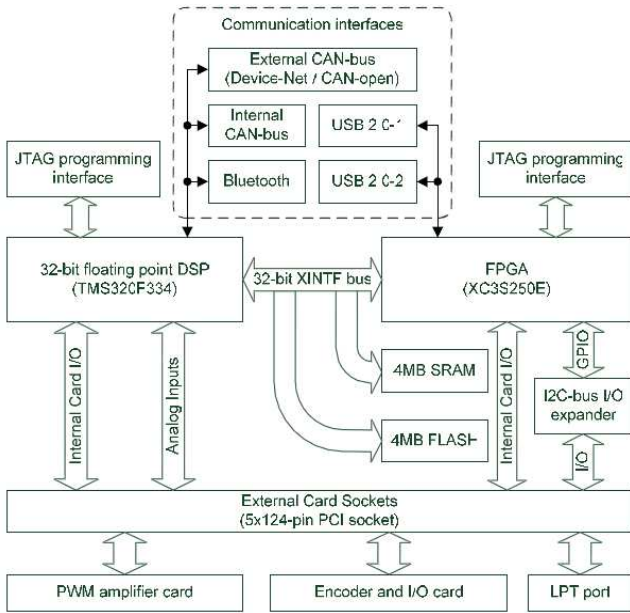 Communication interfaces
External CAN-bus
(Device-Net / CAN-open)
Internal
CAN-bus
USB 2.0-1
Bluetooth
USB 2.0-2
JTAG programming
interface
JTAG programming
interface
32-bit floating point DSP
(TMS320F334)
32-bit XINTF bus
FPGA
(XC3S250E)
Internal Card I/O
Analog Inputs
4MB SRAM
4MB FLASH
Internal Card I/O
GPIO
I2C-bus I/O
expander
I/O
External Card Sockets
(5x124-pin PCI socket)
PWM amplifier card
Encoder and I/O card
LPT port